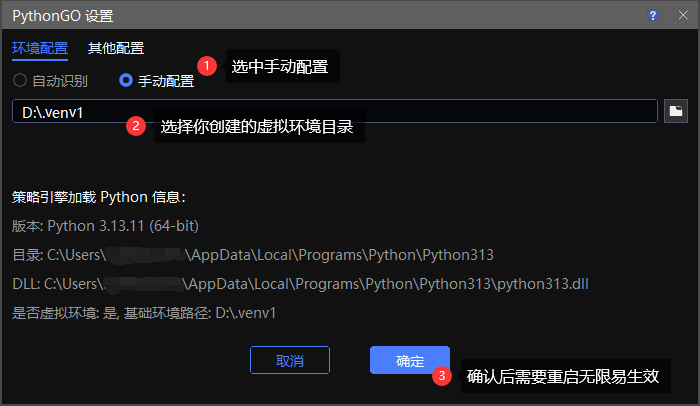 PythonGO 设置
环境配置 其他配置
自动识别 手动配置 1 选中手动配置
D:\.venv1
2 选择你创建的虚拟环境目录
策略引擎加载 Python 信息:
版本: Python 3.13.11 (64-bit)
目录: C:\Users\ \AppData\Local\Programs\Python\Python313
DLL: C:\Users\ \AppData\Local\Programs\Python\Python313\python313.dll
是否虚拟环境: 是, 基础环境路径: D:\.venv1
取消 确定
3 确认后需要重启无限易生效